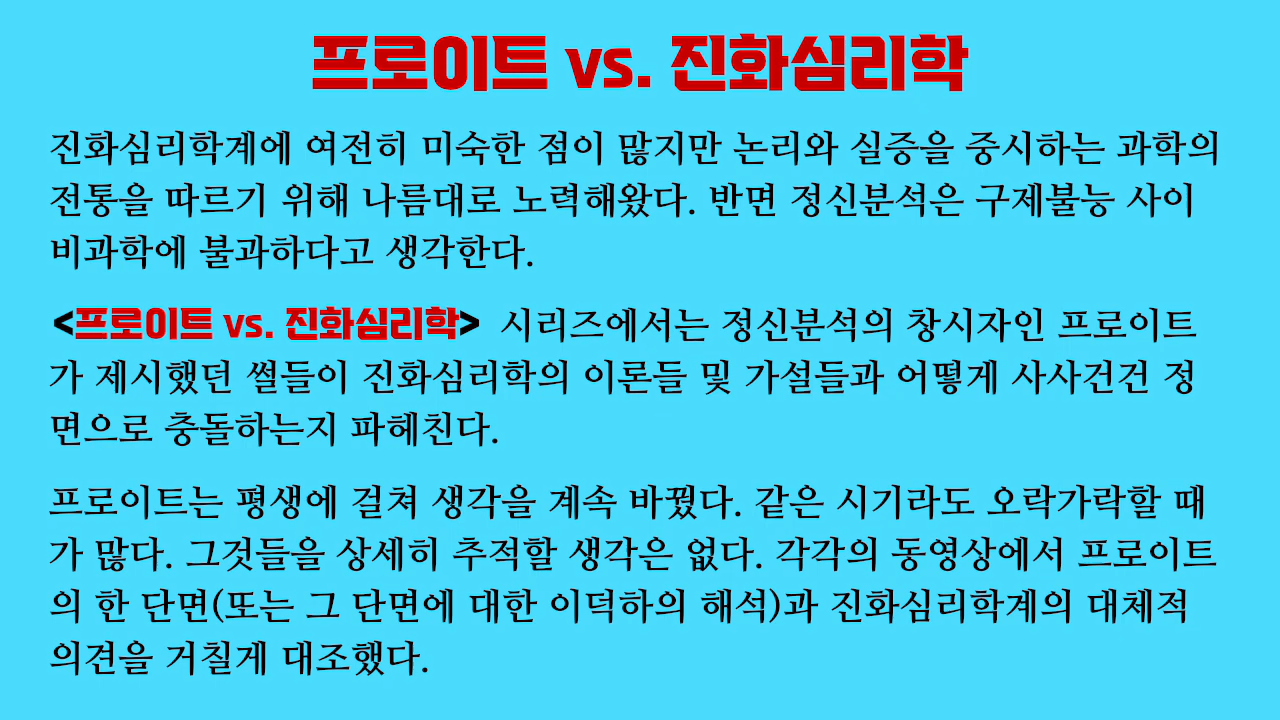 프로이트 vs. 진화심리학
진화심리학계에 여전히 미숙한 점이 많지만 논리와 실증을 중시하는 과학의
전통을 따르기 위해 나름대로 노력해왔다. 반면 정신분석은 구제불능 사이
비과학에 불과하다고 생각한다.
<프로이트 vs. 진화심리학> 시리즈에서는 정신분석의 창시자인 프로이트
가 제시했던 썰들이 진화심리학의 이론들 및 가설들과 어떻게 사사건건 정
면으로 충돌하는지 파헤친다.
프로이트는 평생에 걸쳐 생각을 계속 바꿨다. 같은 시기라도 오락가락할 때
가 많다. 그것들을 상세히 추적할 생각은 없다. 각각의 동영상에서 프로이트
의 한 단면(또는 그 단면에 대한 이덕하의 해석)과 진화심리학계의 대체적
의견을 거칠게 대조했다.